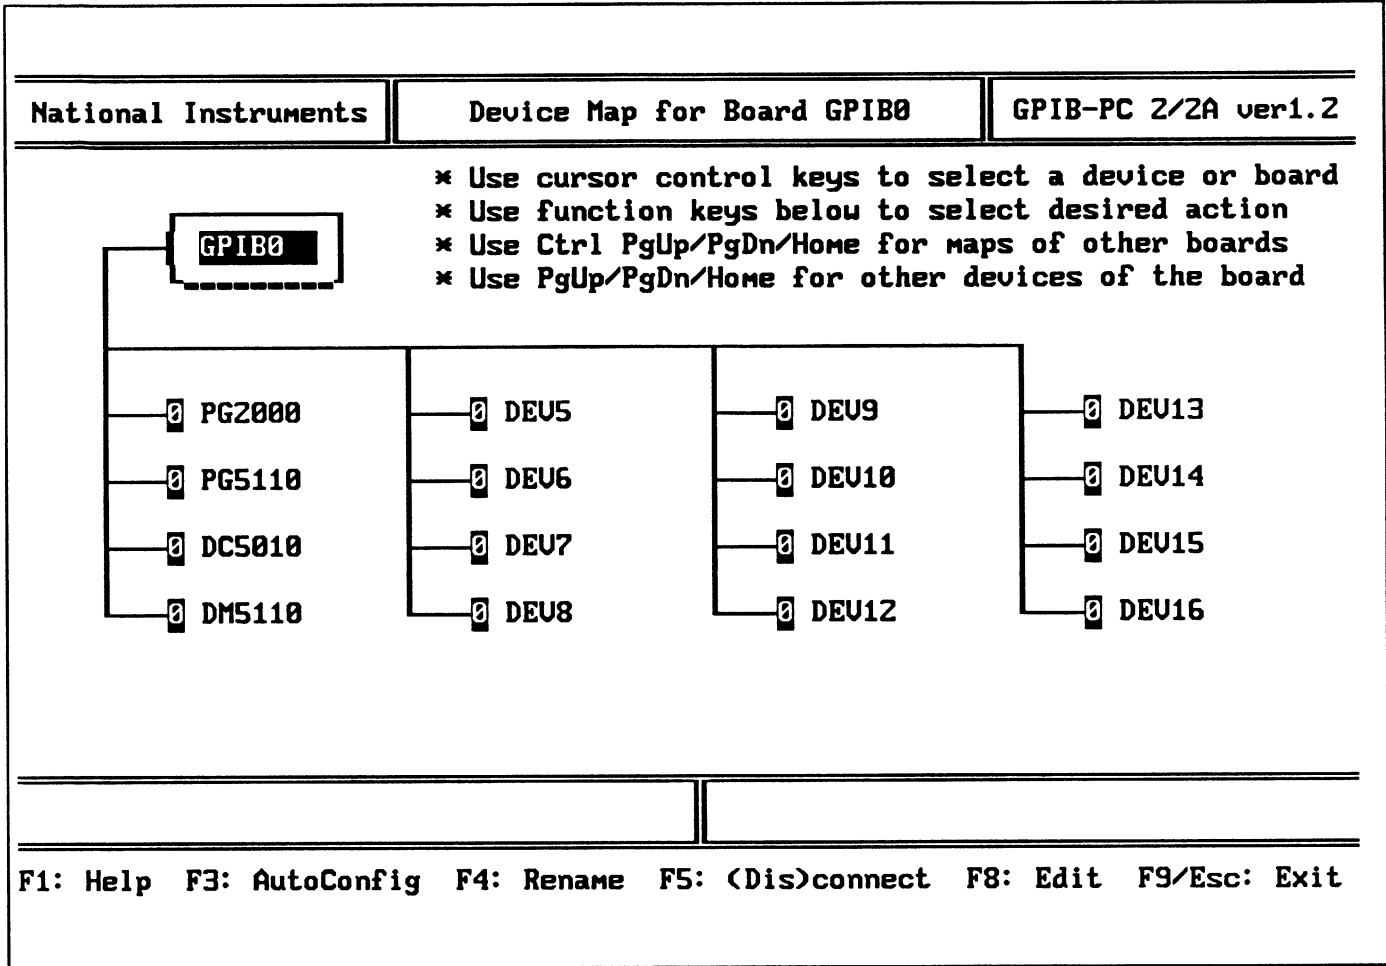 National Instruments Device Map for Board GPIB0 GPIB-PC 2/2A ver1.2
* Use cursor control keys to select a device or board
* Use function keys below to select desired action
GPIB0 * Use Ctrl PgUp/PgDn/Home for maps of other boards
* Use PgUp/PgDn/Home for other devices of the board
0 PG2000 0 DEV5 0 DEV9 0 DEV13
0 PG5110 0 DEV6 0 DEV10 0 DEV14
0 DC5010 0 DEV7 0 DEV11 0 DEV15
0 DM5110 0 DEV8 0 DEV12 0 DEV16
F1: Help F3: AutoConfig F4: Rename F5: (Dis)connect F8: Edit F9/Esc: Exit